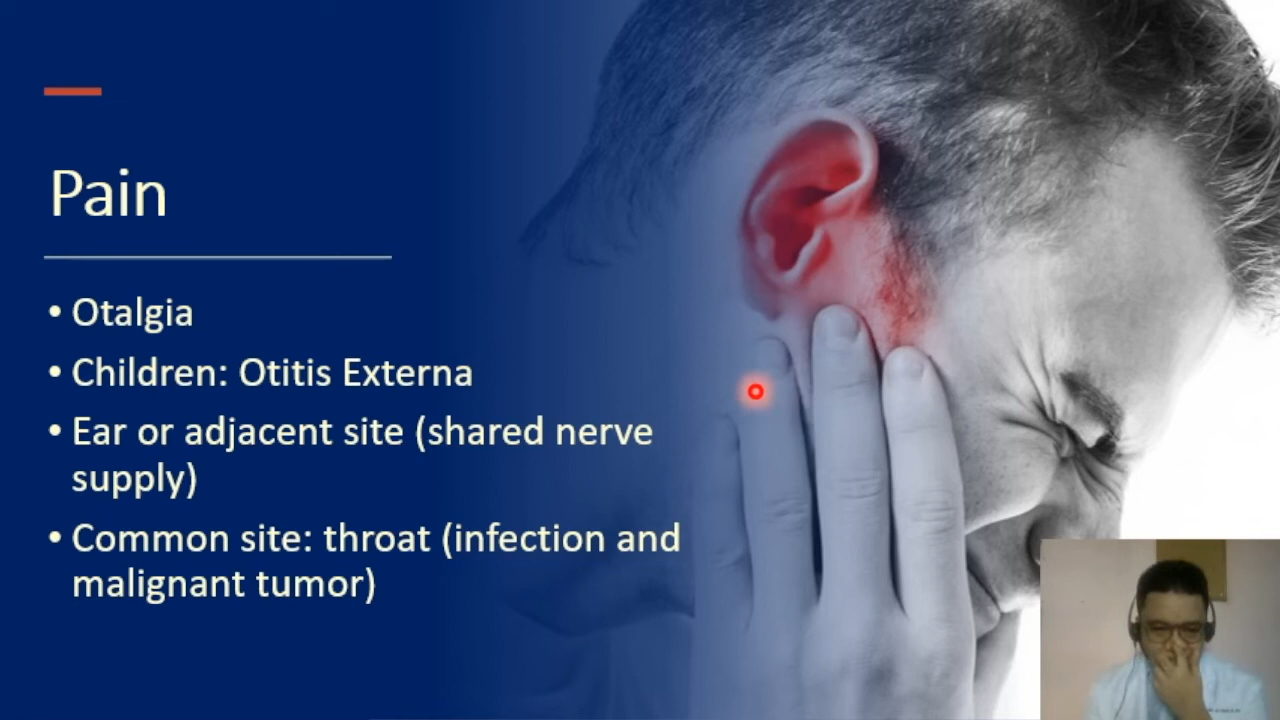 Pain
• Otalgia
• Children: Otitis Externa
• Ear or adjacent site (shared nerve
supply)
• Common site: throat (infection and
malignant tumor)